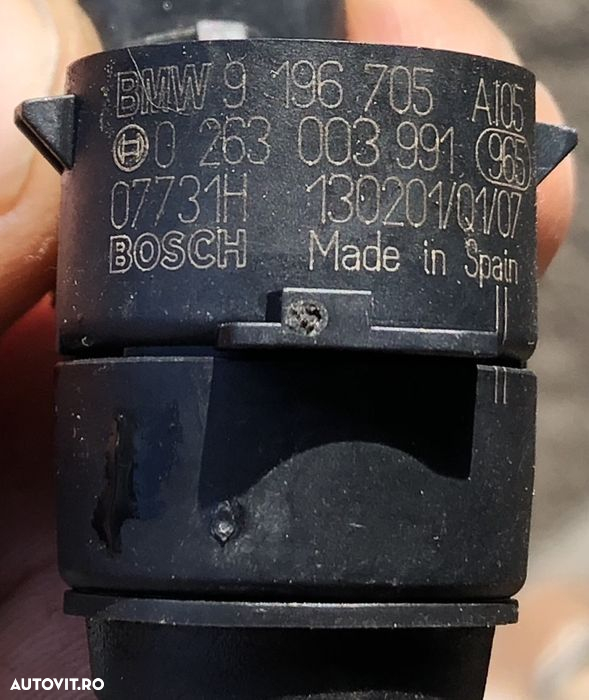 BMW 9 196 705 A105
0 263 003 991 965
07731H 130201/Q1/07
BOSCH Made in Spain
AUTOVIT.RO